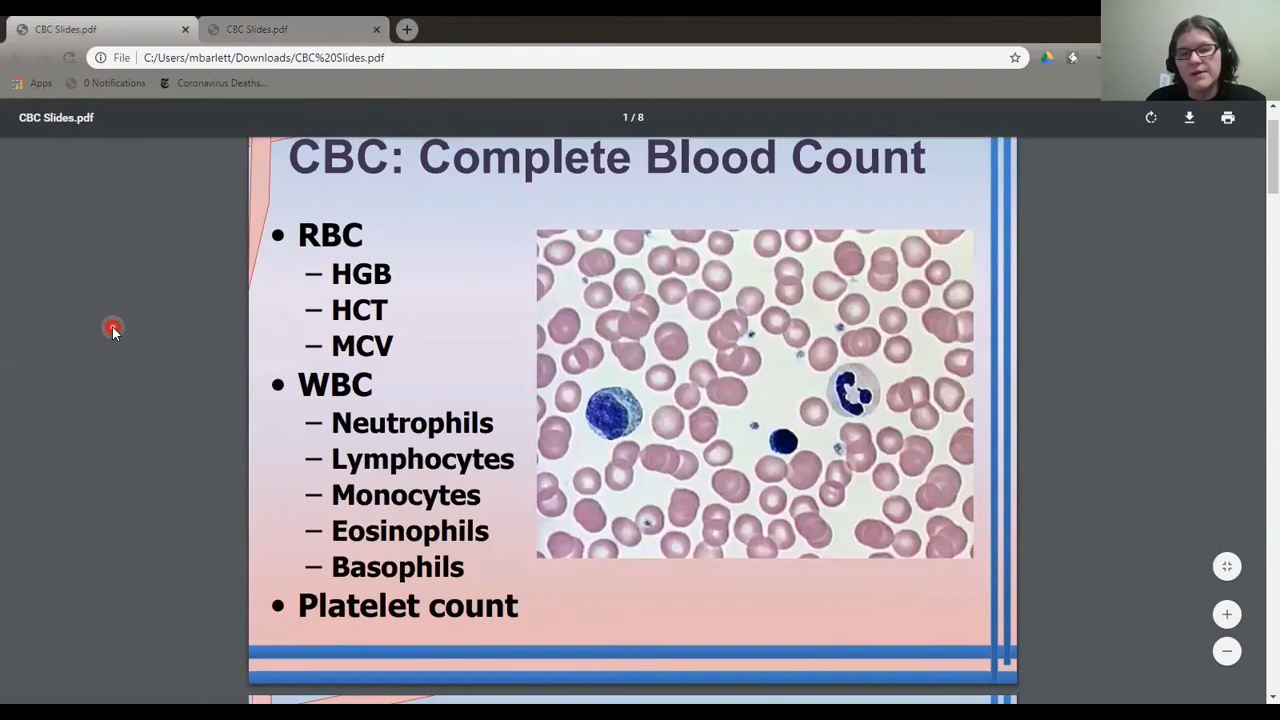 CBC Slides.pdf
CBC Slides.pdf
File
C:/Users/mbarlett/Downloads/CBC%20Slides.pdf
Apps
0 Notifications
Coronavirus Deaths...
CBC Slides.pdf
1 / 8
CBC: Complete Blood Count
• RBC
– HGB
– HCT
– MCV
• WBC
– Neutrophils
– Lymphocytes
– Monocytes
– Eosinophils
– Basophils
• Platelet count